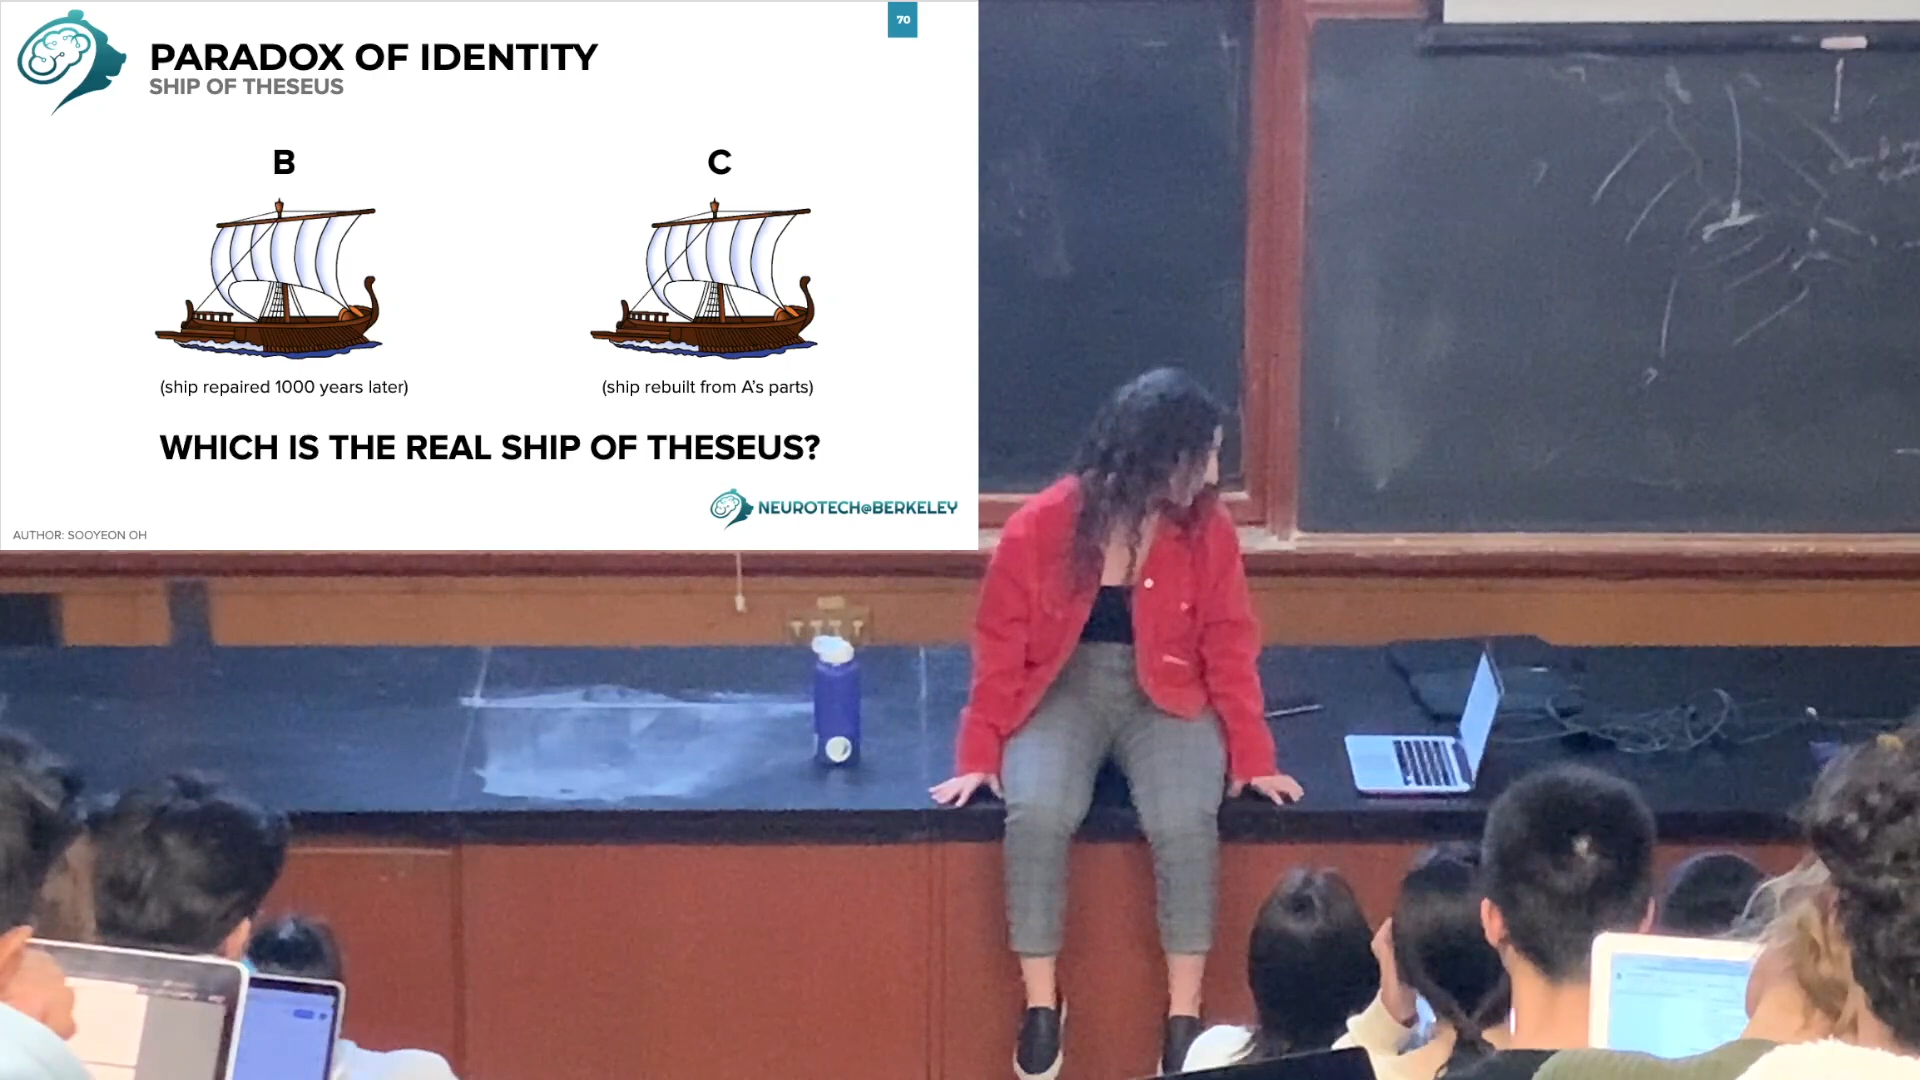 70
PARADOX OF IDENTITY
SHIP OF THESEUS
B
C
(ship repaired 1000 years later)
(ship rebuilt from A's parts)
WHICH IS THE REAL SHIP OF THESEUS?
NEUROTECH@BERKELEY
AUTHOR: SOOYEON OH